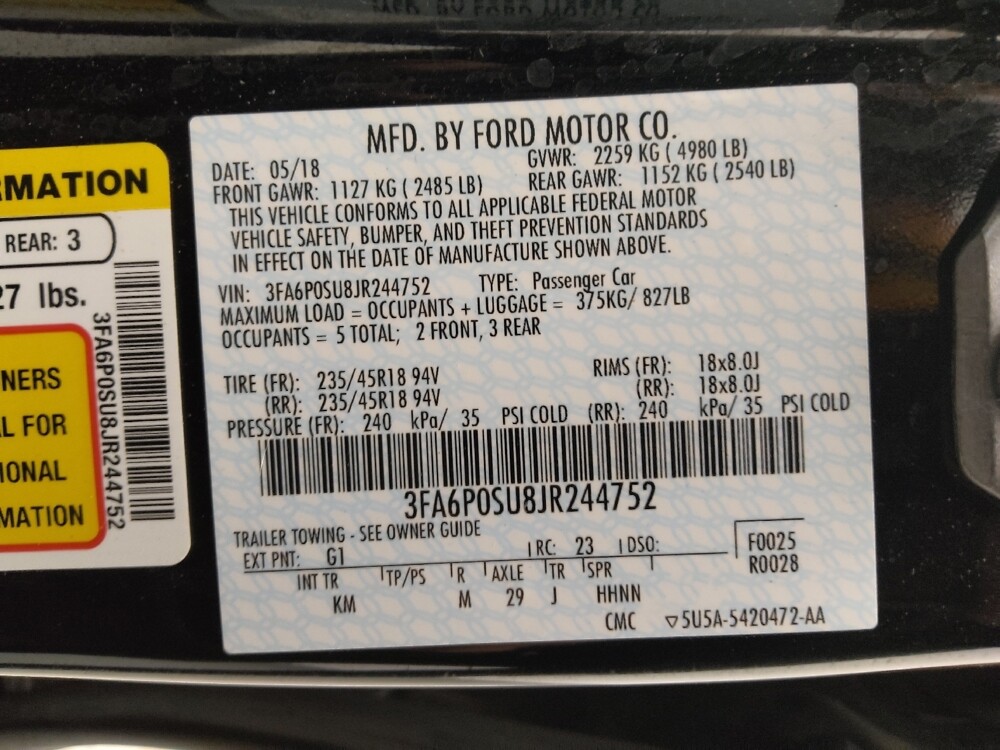 RMATION
REAR: 3
27 lbs.
3FA6P0SU8JR244752
NERS
L FOR
IONAL
MATION
MFD. BY FORD MOTOR CO.
DATE: 05/18 GVWR: 2259 KG ( 4980 LB)
FRONT GAWR: 1127 KG ( 2485 LB) REAR GAWR: 1152 KG ( 2540 LB)
THIS VEHICLE CONFORMS TO ALL APPLICABLE FEDERAL MOTOR
VEHICLE SAFETY, BUMPER, AND THEFT PREVENTION STANDARDS
IN EFFECT ON THE DATE OF MANUFACTURE SHOWN ABOVE.
VIN: 3FA6P0SU8JR244752 TYPE: Passenger Car
MAXIMUM LOAD = OCCUPANTS + LUGGAGE = 375KG/ 827LB
OCCUPANTS = 5 TOTAL; 2 FRONT, 3 REAR
TIRE (FR): 235/45R18 94V RIMS (FR): 18x8.0J
(RR): 235/45R18 94V (RR): 18x8.0J
PRESSURE (FR): 240 kPa/ 35 PSI COLD (RR): 240 kPa/ 35 PSI COLD
3FA6P0SU8JR244752
TRAILER TOWING - SEE OWNER GUIDE
EXT PNT: G1 RC: 23 DSO: F0025
R0028
INT TR TP/PS R AXLE TR SPR
KM M 29 J HHNN
CMC ▽5U5A-5420472-AA